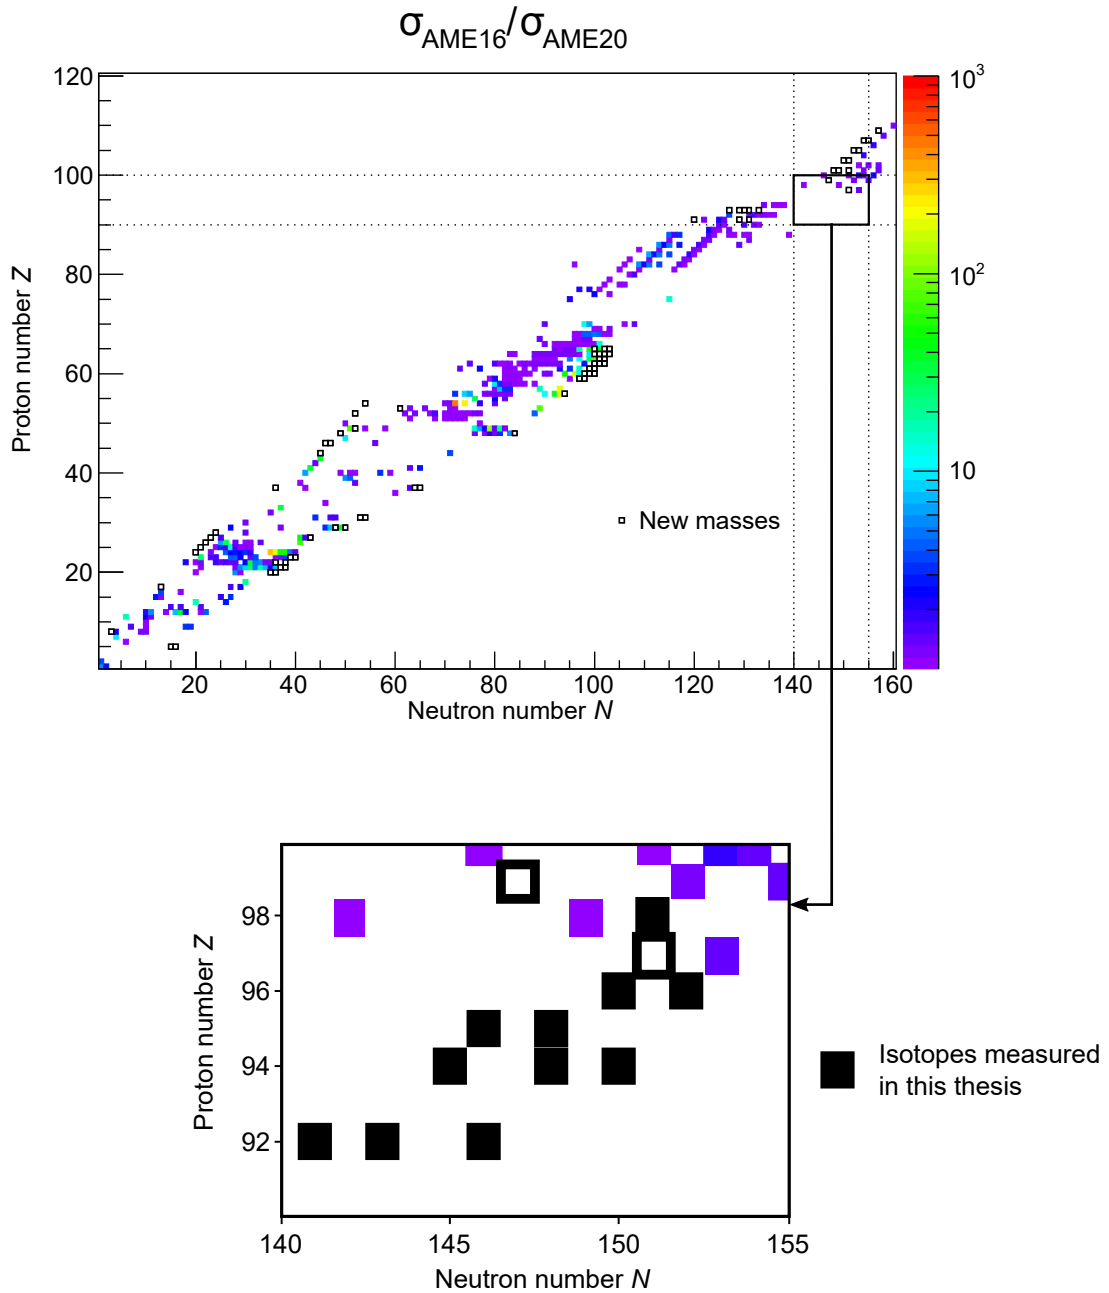 σAME16/σAME20
120
100
80
60
40
20
Proton number Z
20 40 60 80 100 120 140 160
Neutron number N
10³
10²
10
New masses
98
96
94
92
Proton number Z
140 145 150 155
Neutron number N
Isotopes measured
in this thesis